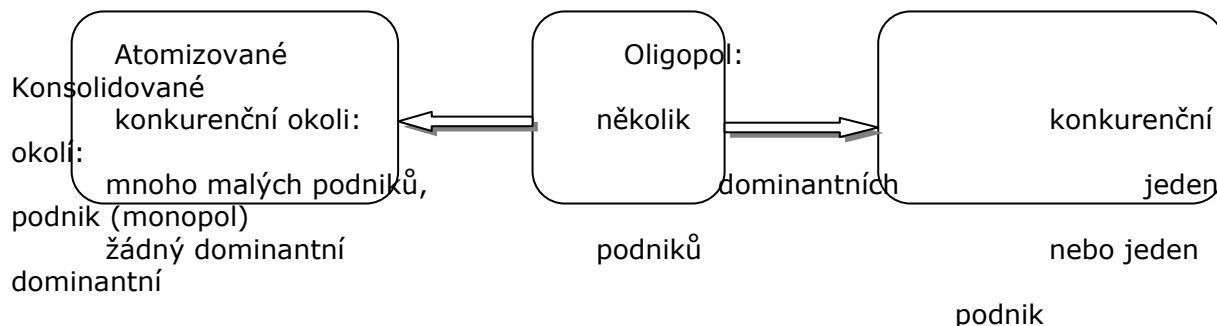 Atomizované Oligopol:
Konsolidované
konkurenční okoli: několik konkurenční
okolí:
mnoho malých podniků, dominantních jeden
podnik (monopol)
žádný dominantní podniků nebo jeden
dominantní
podnik